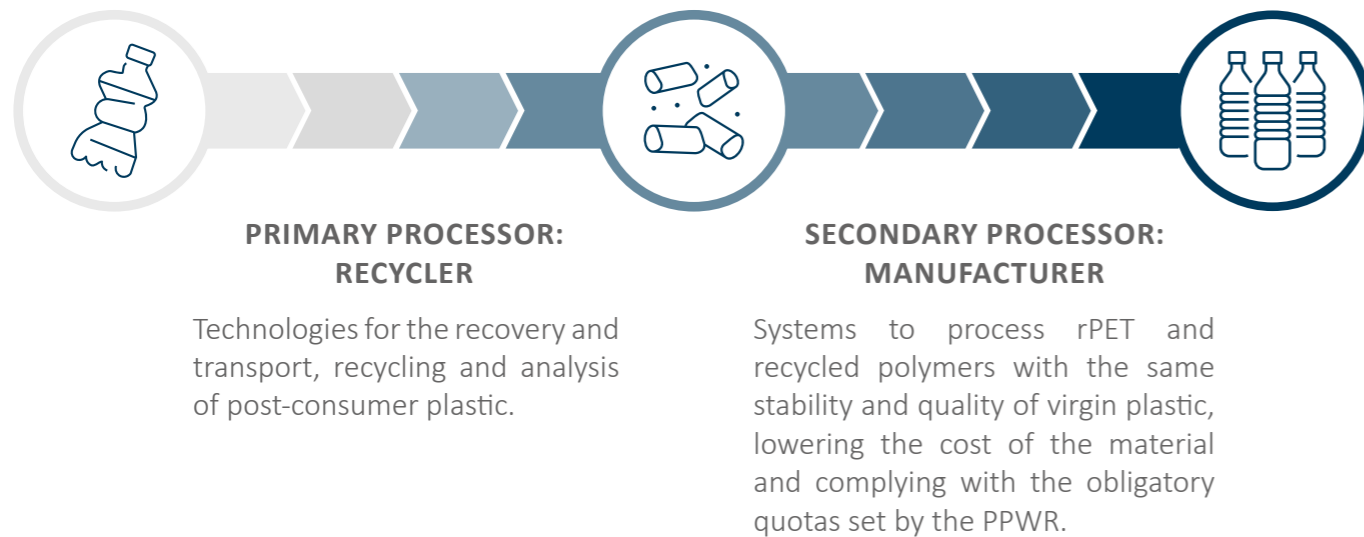 PRIMARY PROCESSOR:
RECYCLER
Technologies for the recovery and
transport, recycling and analysis
of post-consumer plastic.
SECONDARY PROCESSOR:
MANUFACTURER
Systems to process rPET and
recycled polymers with the same
stability and quality of virgin plastic,
lowering the cost of the material
and complying with the obligatory
quotas set by the PPWR.